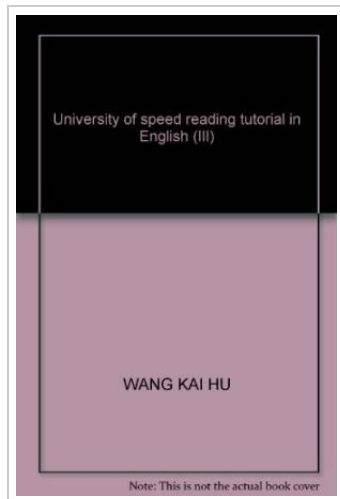 University of speed reading tutorial in
English (III)
WANG KAI HU
Note: This is not the actual book cover